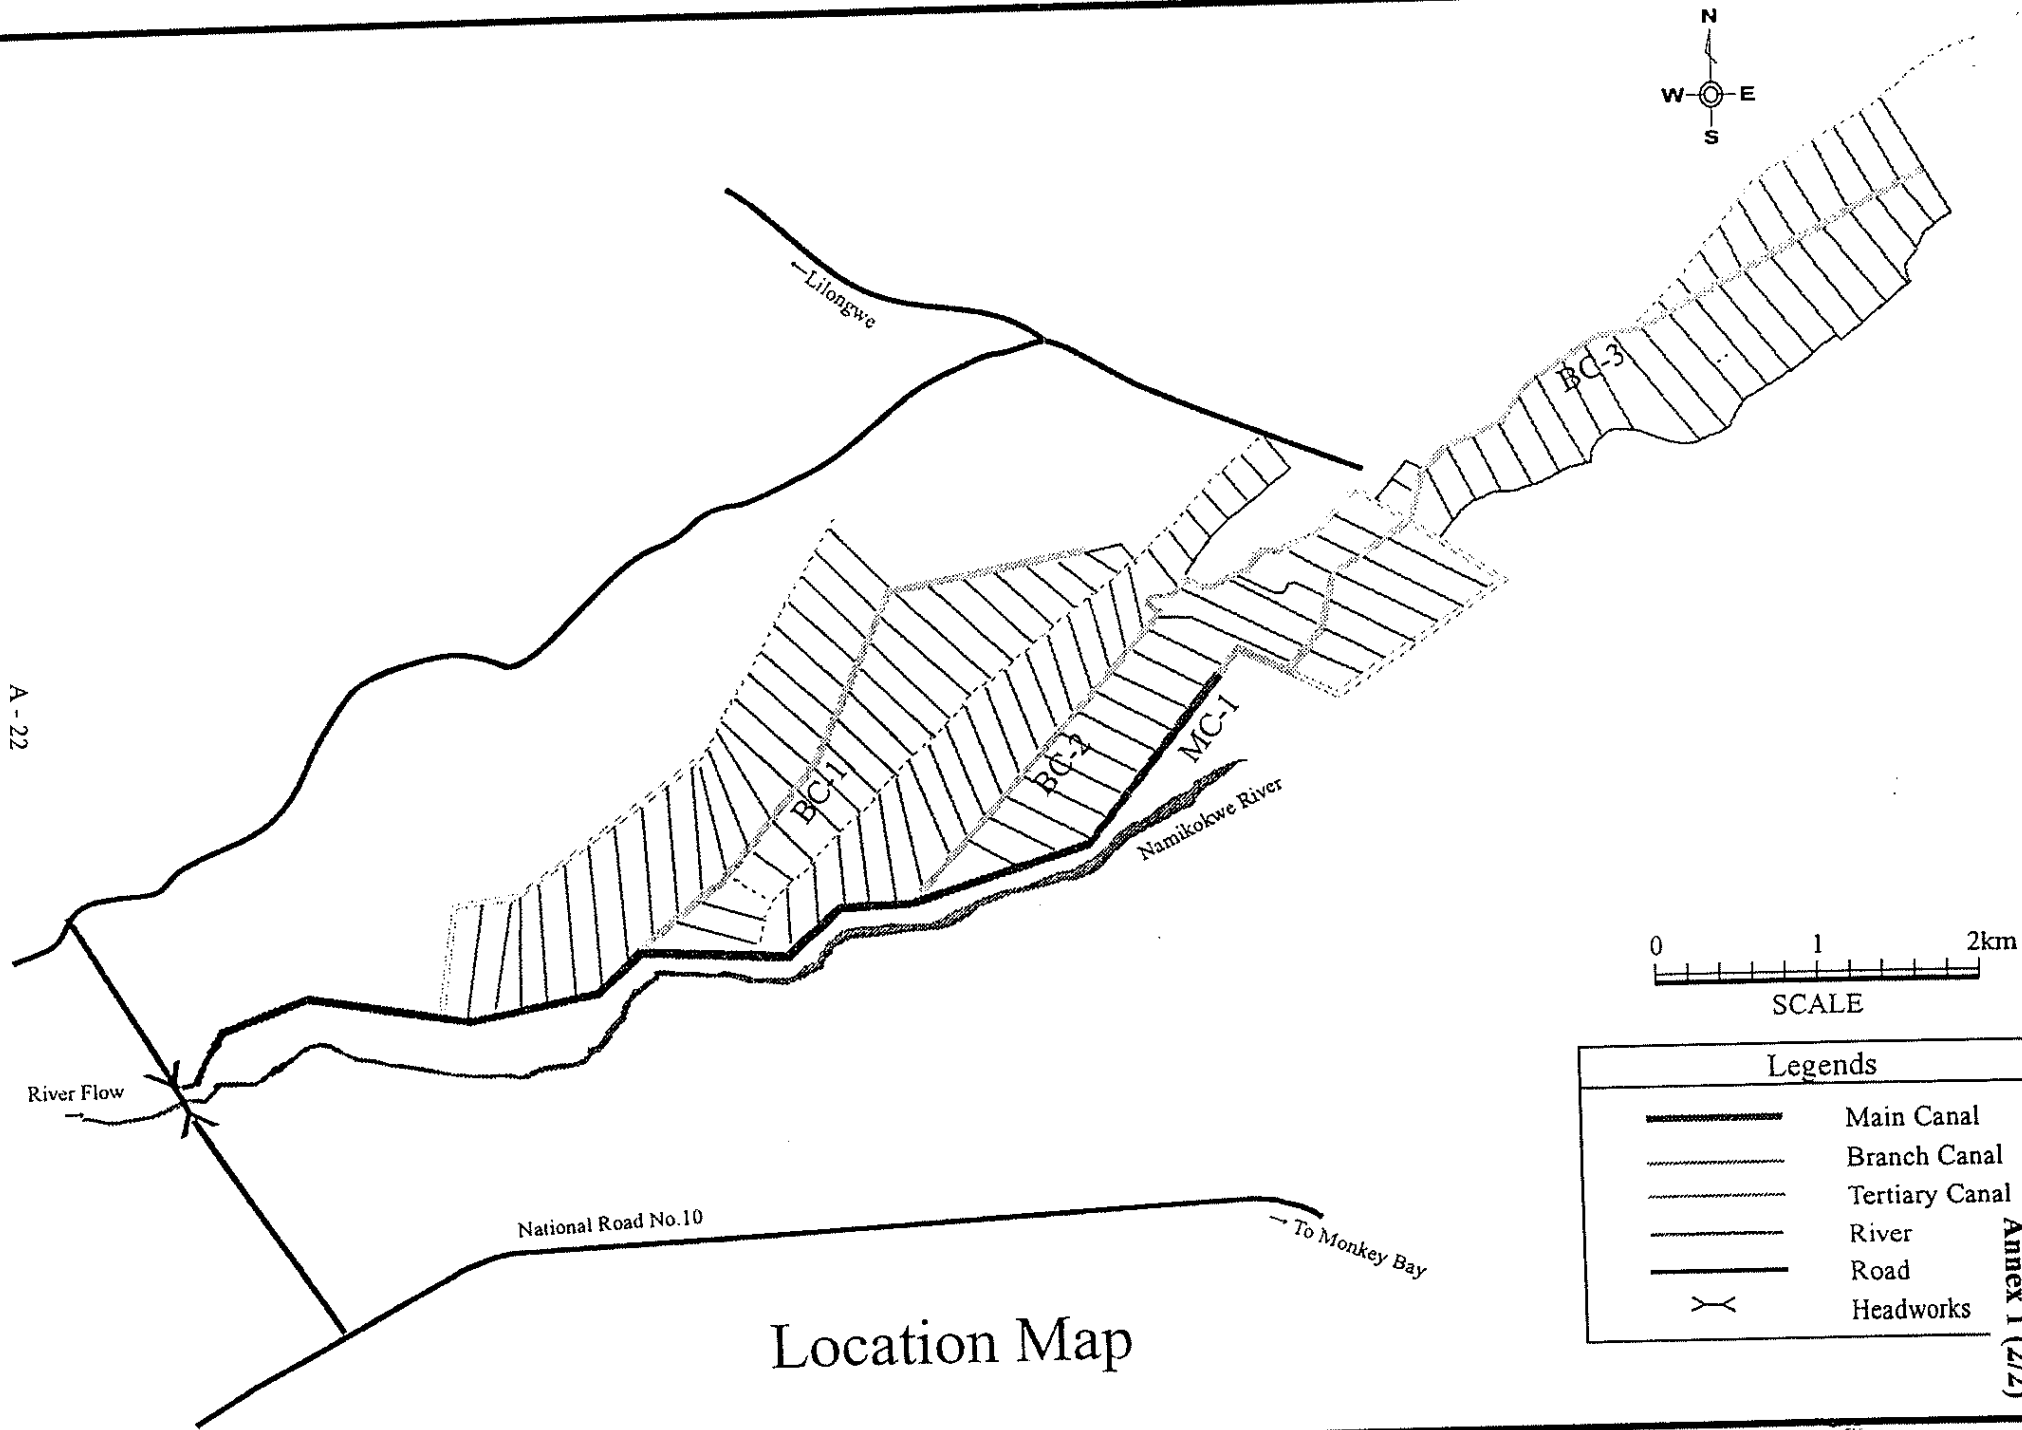 N
W
E
S
←Lilongwe
BC-3
BC-1
BC-2
MC-1
Namikokwe River
A - 22
River Flow
→
National Road No.10
→ To Monkey Bay
0 1 2km
SCALE
Legends
Main Canal
Branch Canal
Tertiary Canal
River
Road
Headworks
Annex 1 (2/2)
Location Map